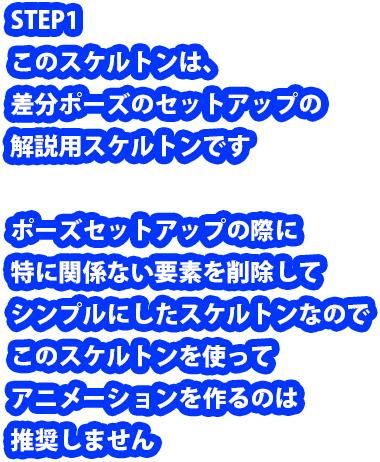 STEP1
このスケルトンは、
差分ポーズのセットアップの
解説用スケルトンです
ポーズセットアップの際に
特に関係ない要素を削除して
シンプルにしたスケルトンなので
このスケルトンを使って
アニメーションを作るのは
推奨しません